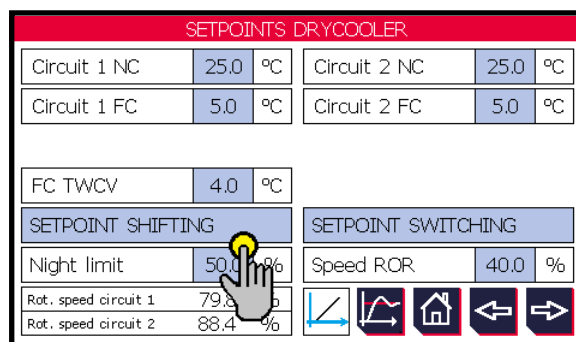 SETPOINTS DRYCOOLER
Circuit 1 NC 25.0 ºC Circuit 2 NC 25.0 ºC
Circuit 1 FC 5.0 ºC Circuit 2 FC 5.0 ºC
FC TWCV 4.0 ºC
SETPOINT SHIFTING SETPOINT SWITCHING
Night limit 50.0 % Speed ROR 40.0 %
Rot. speed circuit 1 79.8 %
Rot. speed circuit 2 88.4 %